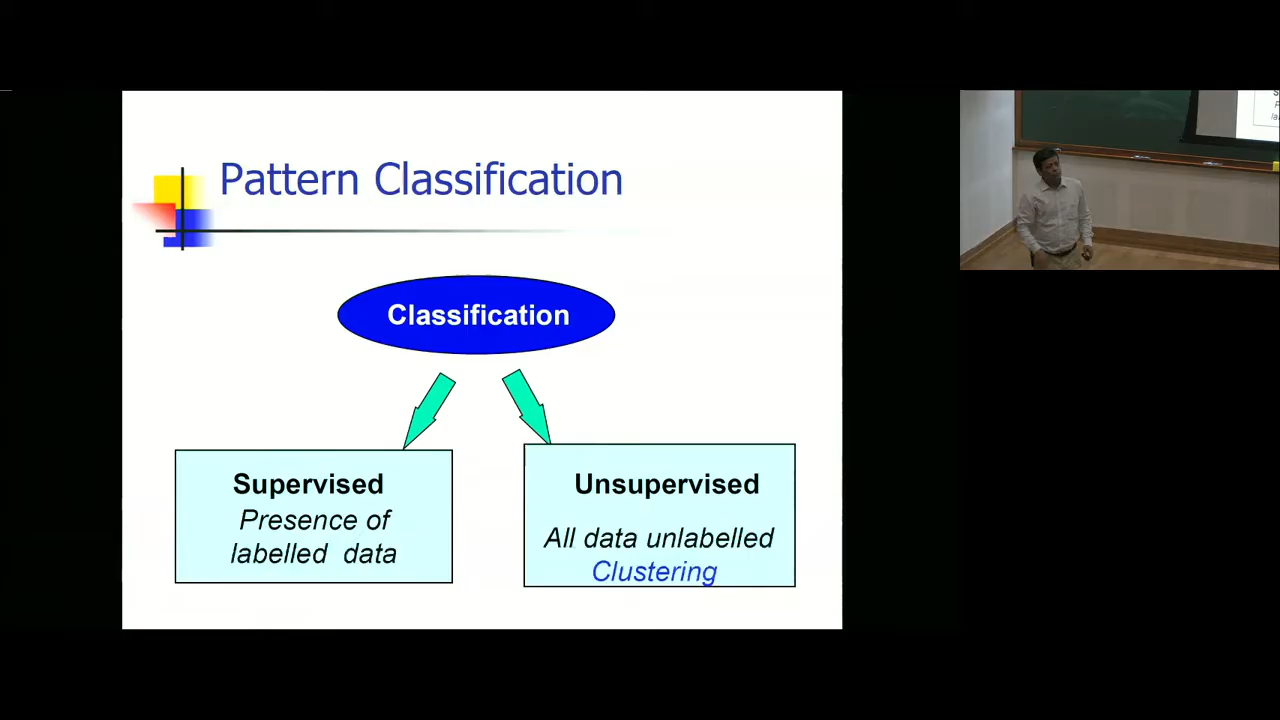 Pattern Classification
Classification
Supervised
Presence of
labelled data
Unsupervised
All data unlabelled
Clustering